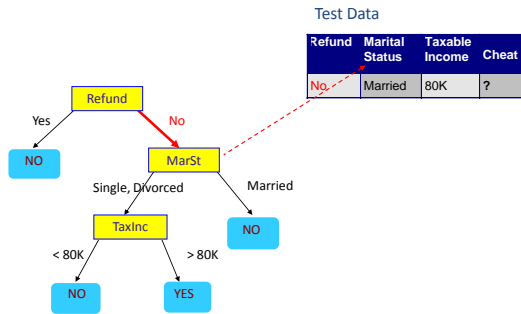 Test Data
Refund Marital Status Taxable Income Cheat
No Married 80K ?
Refund
Yes No
NO MarSt
Single, Divorced Married
TaxInc NO
< 80K > 80K
NO YES